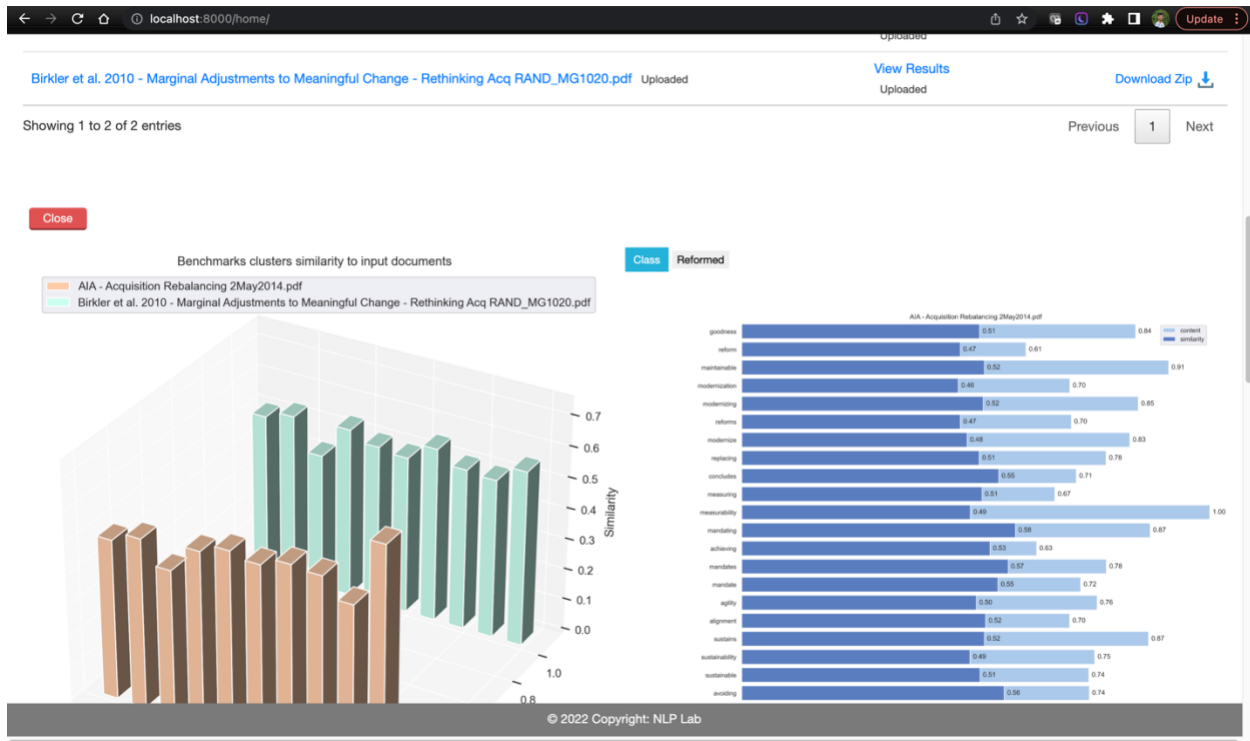 localhost:8000/home/
Update
Uploaded
Birkler et al. 2010 - Marginal Adjustments to Meaningful Change - Rethinking Acq RAND_MG1020.pdf Uploaded
View Results
Uploaded
Download Zip
Showing 1 to 2 of 2 entries
Previous 1 Next
Close
Benchmarks clusters similarity to input documents
AIA - Acquisition Rebalancing 2May2014.pdf
Birkler et al. 2010 - Marginal Adjustments to Meaningful Change - Rethinking Acq RAND_MG1020.pdf
0.7
0.6
0.5
0.4
0.3
0.2
0.1
0.0
Similarity
1.0
0.8
Class Reformed
AIA - Acquisition Rebalancing 2May2014.pdf
content
similarity
goodness 0.51 0.84
reform 0.47 0.61
maintainable 0.52 0.91
modernization 0.46 0.70
modernizing 0.52 0.85
reforms 0.47 0.70
modernize 0.48 0.83
replacing 0.51 0.78
concludes 0.55 0.71
measuring 0.51 0.67
measurability 0.49 1.00
mandating 0.58 0.87
achieving 0.53 0.63
mandates 0.57 0.78
mandate 0.55 0.72
agility 0.50 0.76
alignment 0.52 0.70
sustains 0.52 0.87
sustainability 0.49 0.75
sustainable 0.51 0.74
avoiding 0.56 0.74
© 2022 Copyright: NLP Lab